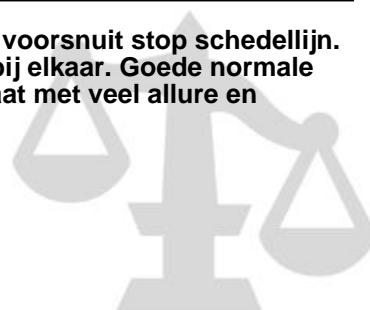 voorsnuit stop schedellijn.
bij elkaar. Goede normale
aat met veel allure en